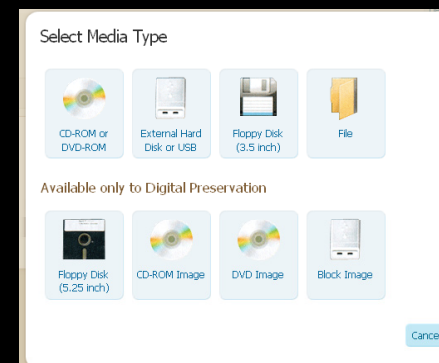 Select Media Type
CD-ROM or
DVD-ROM
External Hard
Disk or USB
Floppy Disk
(3.5 inch)
File
Available only to Digital Preservation
Floppy Disk
(5.25 inch)
CD-ROM Image
DVD Image
Block Image
Cance